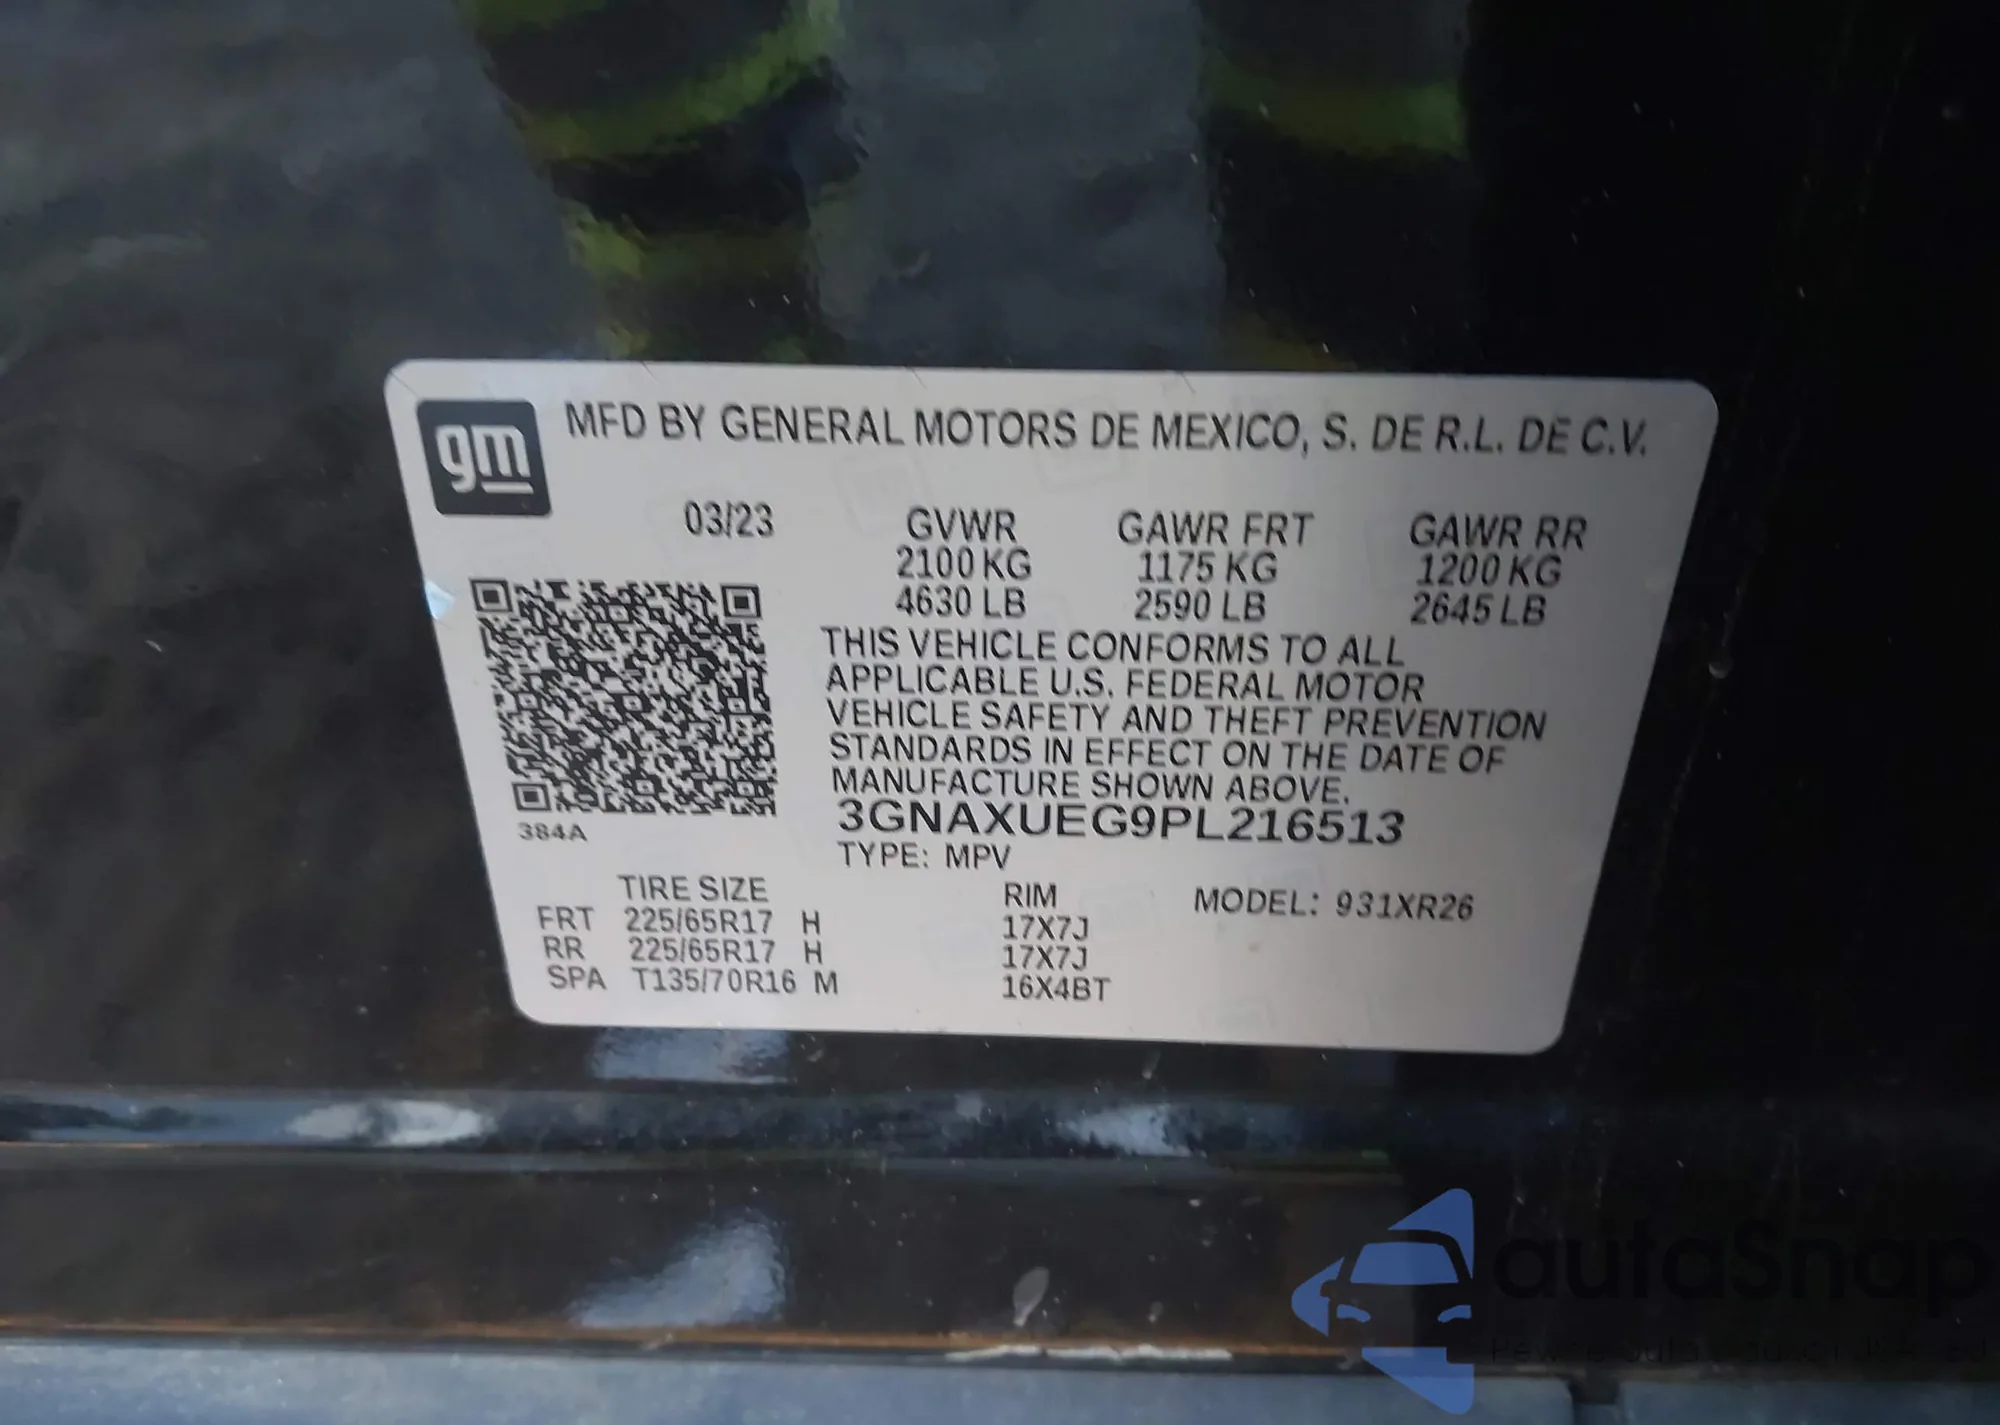 gm MFD BY GENERAL MOTORS DE MEXICO, S. DE R.L. DE C.V.
03/23 GVWR GAWR FRT GAWR RR
2100 KG 1175 KG 1200 KG
4630 LB 2590 LB 2645 LB
THIS VEHICLE CONFORMS TO ALL
APPLICABLE U.S. FEDERAL MOTOR
VEHICLE SAFETY AND THEFT PREVENTION
STANDARDS IN EFFECT ON THE DATE OF
MANUFACTURE SHOWN ABOVE.
3GNAXUEG9PL216513
384A
TYPE: MPV
TIRE SIZE RIM MODEL: 931XR26
FRT 225/65R17 H 17X7J
RR 225/65R17 H 17X7J
SPA T135/70R16 M 16X4BT
autaSnap